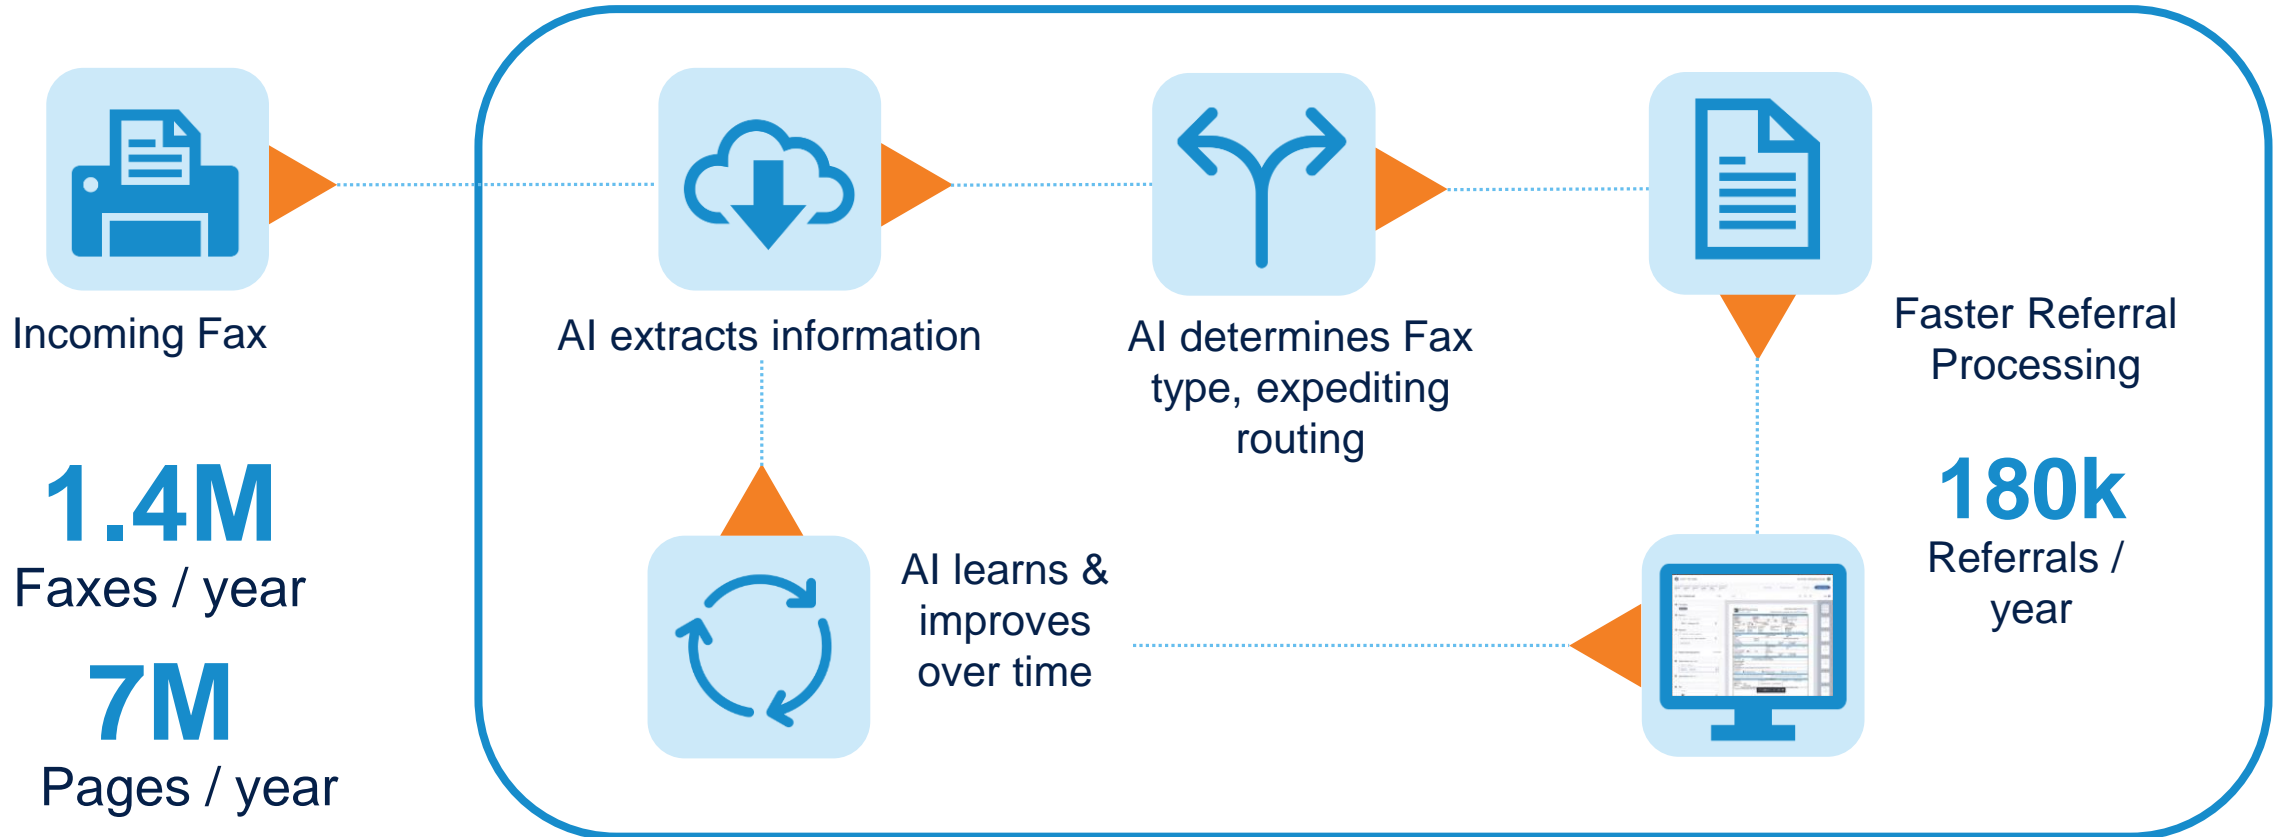 Incoming Fax
1.4M
Faxes / year
7M
Pages / year
AI extracts information
AI determines Fax
type, expediting
routing
Faster Referral
Processing
180k
Referrals /
year
AI learns &
improves
over time